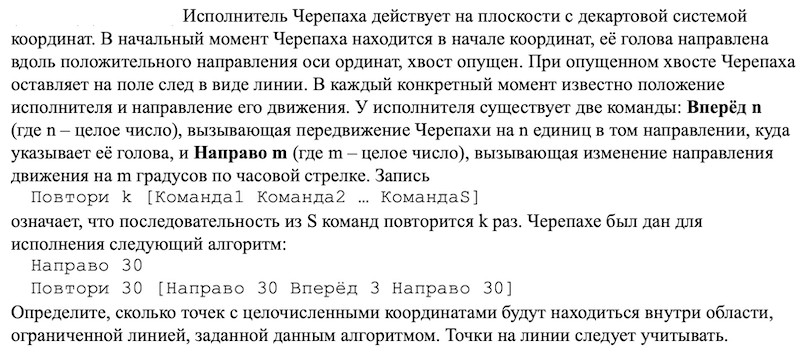 Исполнитель Черепаха действует на плоскости с декартовой системой
координат. В начальный момент Черепаха находится в начале координат, её голова направлена
вдоль положительного направления оси ординат, хвост опущен. При опущенном хвосте Черепаха
оставляет на поле след в виде линии. В каждый конкретный момент известно положение
исполнителя и направление его движения. У исполнителя существует две команды: Вперёд n
(где n – целое число), вызывающая передвижение Черепахи на n единиц в том направлении, куда
указывает её голова, и Направо m (где m – целое число), вызывающая изменение направления
движения на m градусов по часовой стрелке. Запись
Повтори k [Команда1 Команда2 … КомандаS]
означает, что последовательность из S команд повторится k раз. Черепахе был дан для
исполнения следующий алгоритм:
Направо 30
Повтори 30 [Направо 30 Вперёд 3 Направо 30]
Определите, сколько точек с целочисленными координатами будут находиться внутри области,
ограниченной линией, заданной данным алгоритмом. Точки на линии следует учитывать.